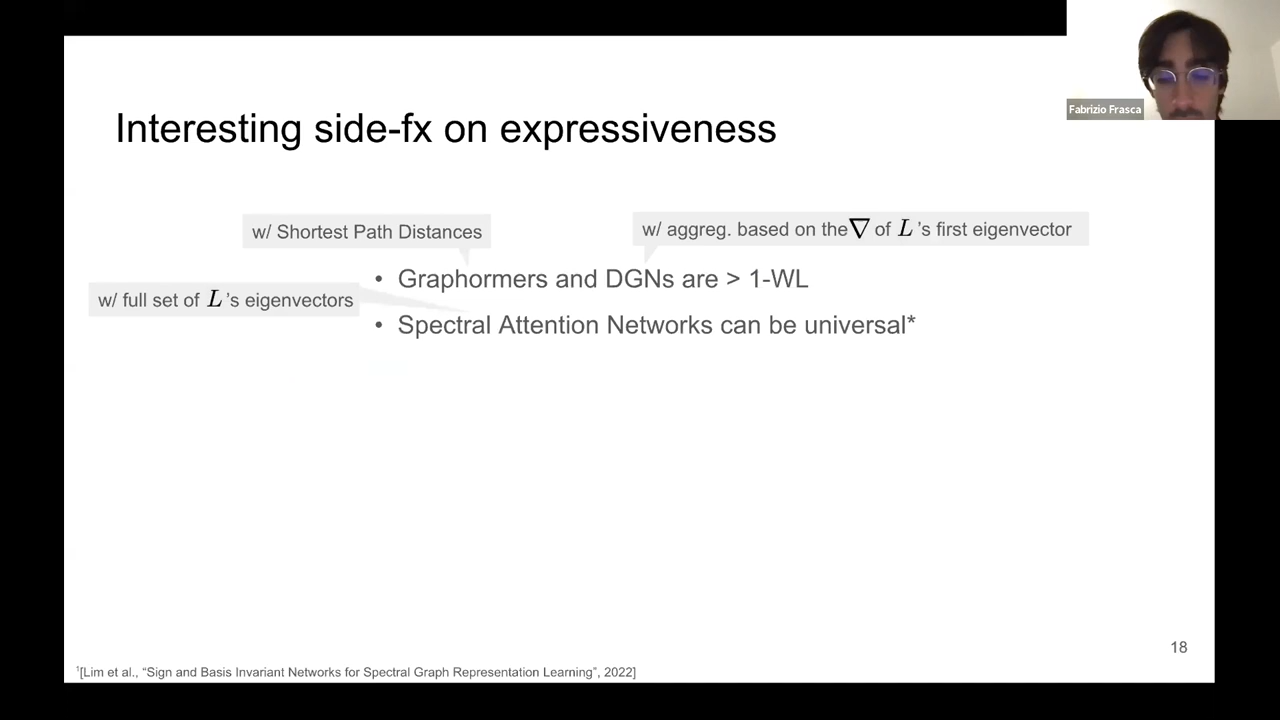 Fabrizio Frasca
Interesting side-fx on expressiveness
w/ Shortest Path Distances
w/ aggreg. based on the ∇ of L 's first eigenvector
• Graphormers and DGNs are > 1-WL
w/ full set of L 's eigenvectors
• Spectral Attention Networks can be universal*
18
¹[Lim et al., “Sign and Basis Invariant Networks for Spectral Graph Representation Learning”, 2022]